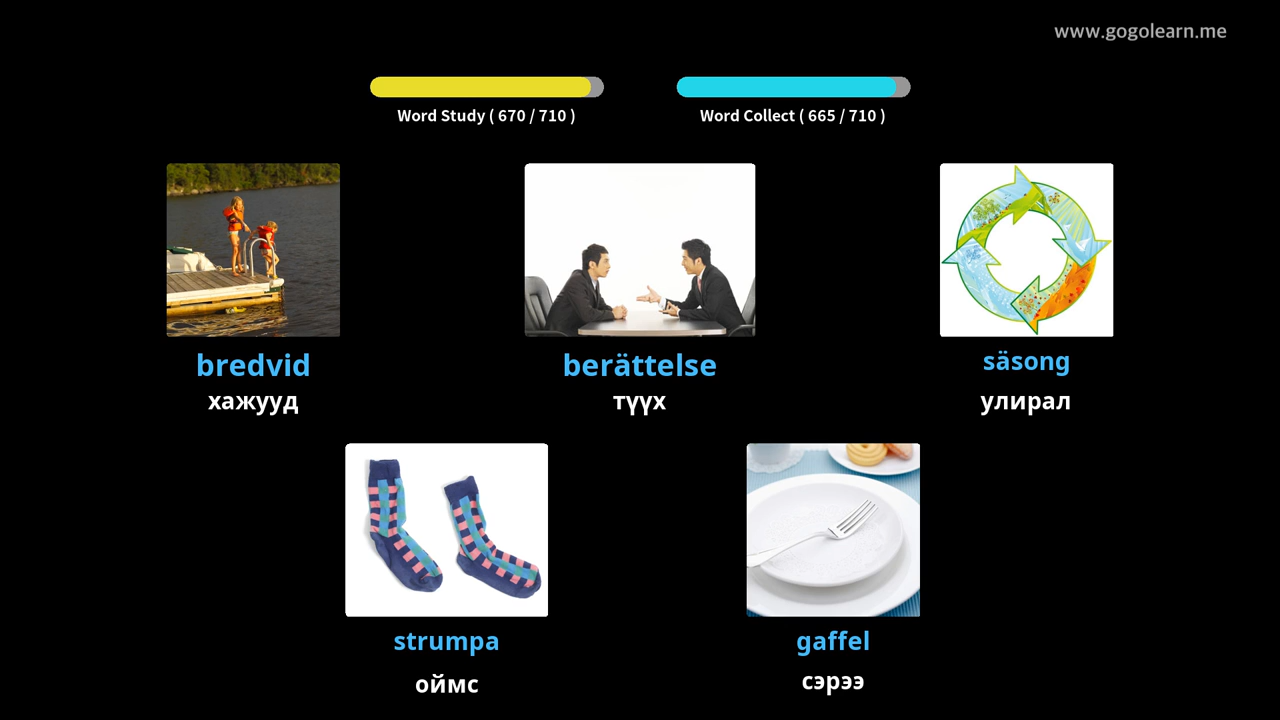 www.gogolearn.me
Word Study ( 670 / 710 )
Word Collect ( 665 / 710 )
bredvid
хажууд
berättelse
түүх
säsong
улирал
strumpa
оймс
gaffel
сэрээ